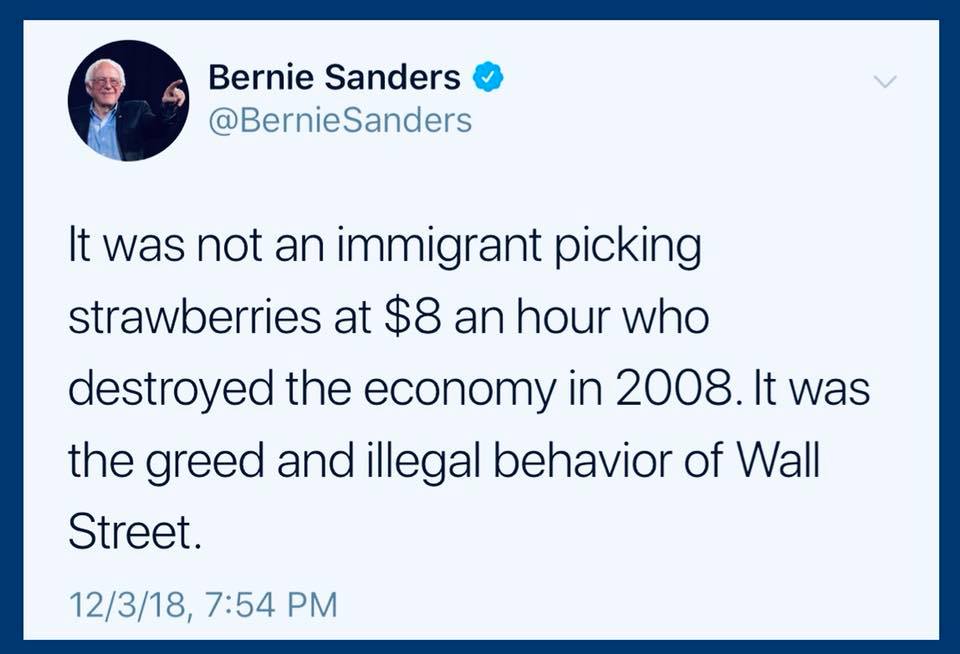 Bernie Sanders
@BernieSanders
It was not an immigrant picking
strawberries at $8 an hour who
destroyed the economy in 2008. It was
the greed and illegal behavior of Wall
Street.
12/3/18, 7:54 PM